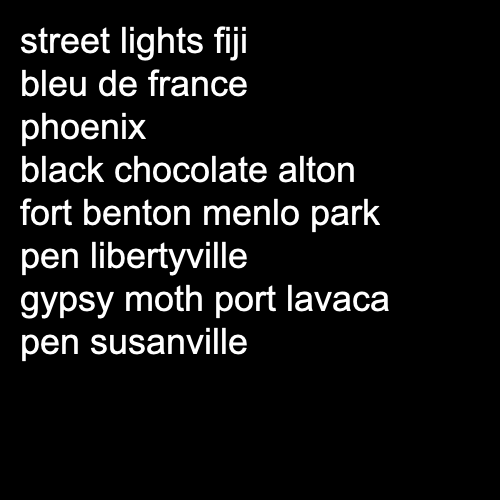 street lights fiji
bleu de france
phoenix
black chocolate alton
fort benton menlo park
pen libertyville
gypsy moth port lavaca
pen susanville